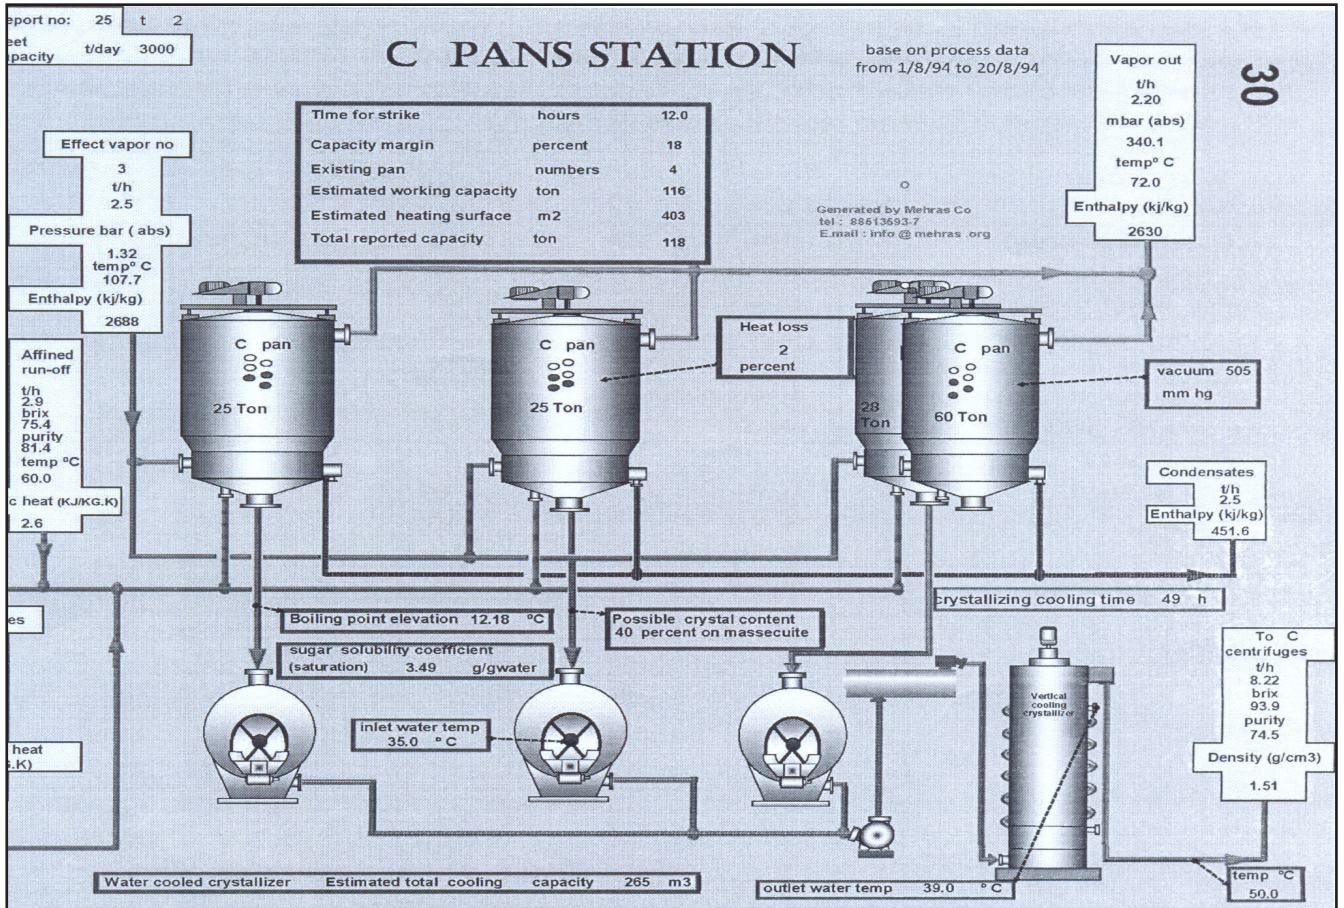 eport no: 25 t 2
eet
apacity t/day 3000
C PANS STATION
base on process data
from 1/8/94 to 20/8/94
30
Vapor out
t/h
2.20
mbar (abs)
340.1
tempº C
72.0
Enthalpy (kj/kg)
2630
TIme for strike hours 12.0
Capacity margin percent 18
Existing pan numbers 4
Estimated working capacity ton 116
Estimated heating surface m2 403
Total reported capacity ton 118
Effect vapor no
3
t/h
2.5
Pressure bar ( abs)
1.32
tempº C
107.7
Enthalpy (kj/kg)
2688
Generated by Mehras Co
tel : 88613693-7
E.mail : info @ mehras .org
Affined
run-off
t/h
2.9
brix
75.4
purity
81.4
temp ºC
60.0
c heat (KJ/KG.K)
2.6
C pan
25 Ton
C pan
25 Ton
Heat loss
2
percent
28
Ton
C pan
60 Ton
vacuum 505
mm hg
Condensates
t/h
2.5
Enthalpy (kj/kg)
451.6
crystallizing cooling time 49 h
es
Boiling point elevation 12.18 ºC
Possible crystal content
40 percent on massecuite
sugar solubility coefficient
(saturation) 3.49 g/gwater
To C
centrifuges
t/h
8.22
brix
93.9
purity
74.5
Density (g/cm3)
1.51
Vertical
cooling
crystallizer
inlet water temp
35.0 º C
heat
G.K)
Water cooled crystallizer Estimated total cooling capacity 265 m3
outlet water temp 39.0 º C
temp ºC
50.0